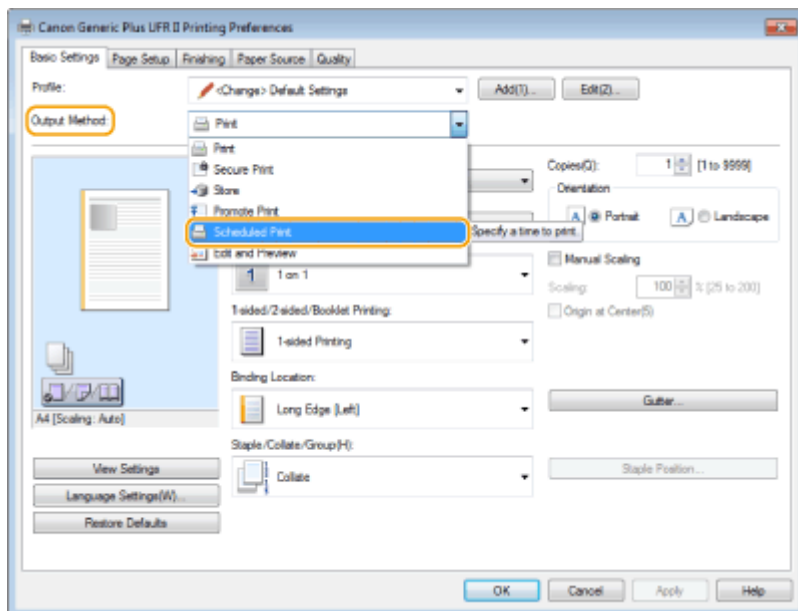 Canon Generic Plus UFR II Printing Preferences
Basic Settings Page Setup Finishing Paper Source Quality
Profile: <Change> Default Settings Add(1)... Edit(2)...
Output Method: Print
Print
Secure Print
Store
Promote Print
Scheduled Print
Specify a time to print.
Edit and Preview
1 1 on 1
1-sided/2-sided/Booklet Printing:
1-sided Printing
Binding Location:
Long Edge [Left]
Staple/Collate/Group(H):
Collate
Copies(Q): 1 [1 to 9999]
Orientation
A Portrait A Landscape
Manual Scaling
Scaling: 100 % [25 to 200]
Origin at Center(5)
Gutter...
Staple Position...
A4 [Scaling: Auto]
View Settings
Language Settings(W)...
Restore Defaults
OK Cancel Apply Help